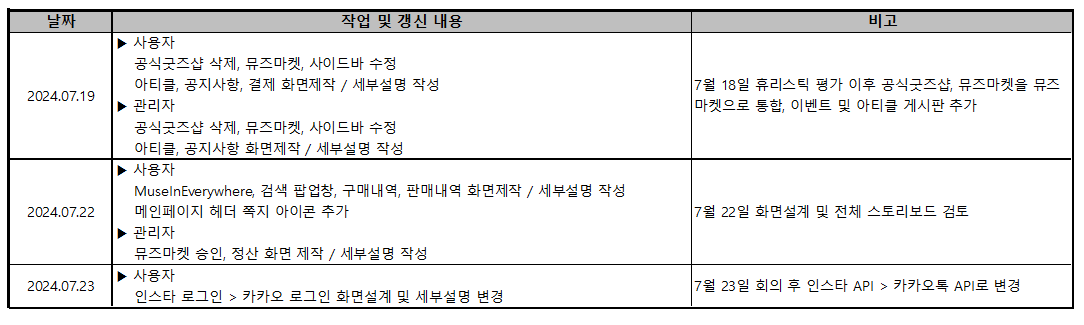 날짜 작업 및 갱신 내용 비고
2024.07.19
▶ 사용자
공식굿즈샵 삭제, 뮤즈마켓, 사이드바 수정
아티클, 공지사항, 결제 화면제작 / 세부설명 작성
▶ 관리자
공식굿즈샵 삭제, 뮤즈마켓, 사이드바 수정
아티클, 공지사항 화면제작 / 세부설명 작성
7월 18일 휴리스틱 평가 이후 공식굿즈샵, 뮤즈마켓을 뮤즈
마켓으로 통합, 이벤트 및 아티클 게시판 추가
2024.07.22
▶ 사용자
MuseInEverywhere, 검색 팝업창, 구매내역, 판매내역 화면제작 / 세부설명 작성
메인페이지 헤더 쪽지 아이콘 추가
▶ 관리자
뮤즈마켓 승인, 정산 화면 제작 / 세부설명 작성
7월 22일 화면설계 및 전체 스토리보드 검토
2024.07.23
▶ 사용자
인스타 로그인 > 카카오 로그인 화면설계 및 세부설명 변경
7월 23일 회의 후 인스타 API > 카카오톡 API로 변경